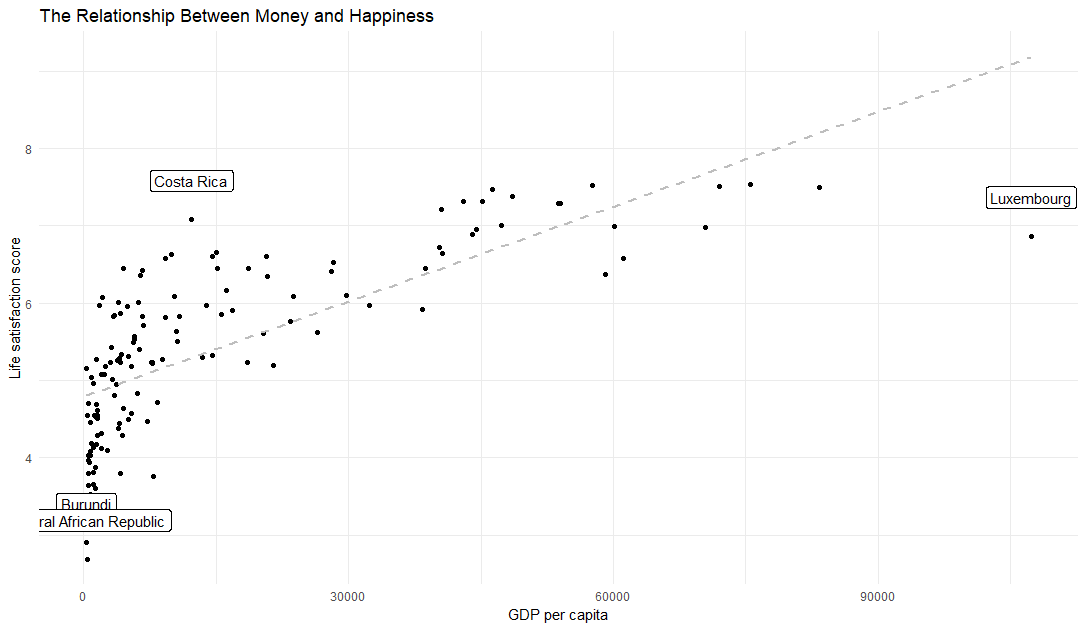 The Relationship Between Money and Happiness
Life satisfaction score
8
6
4
Costa Rica
Luxembourg
Burundi
ral African Republic
0
30000
60000
90000
GDP per capita